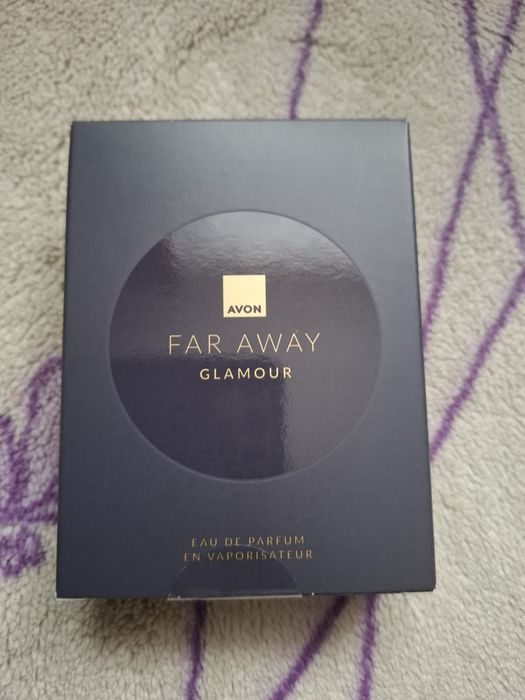 AVON
FAR AWAY
GLAMOUR
EAU DE PARFUM
EN VAPORISATEUR